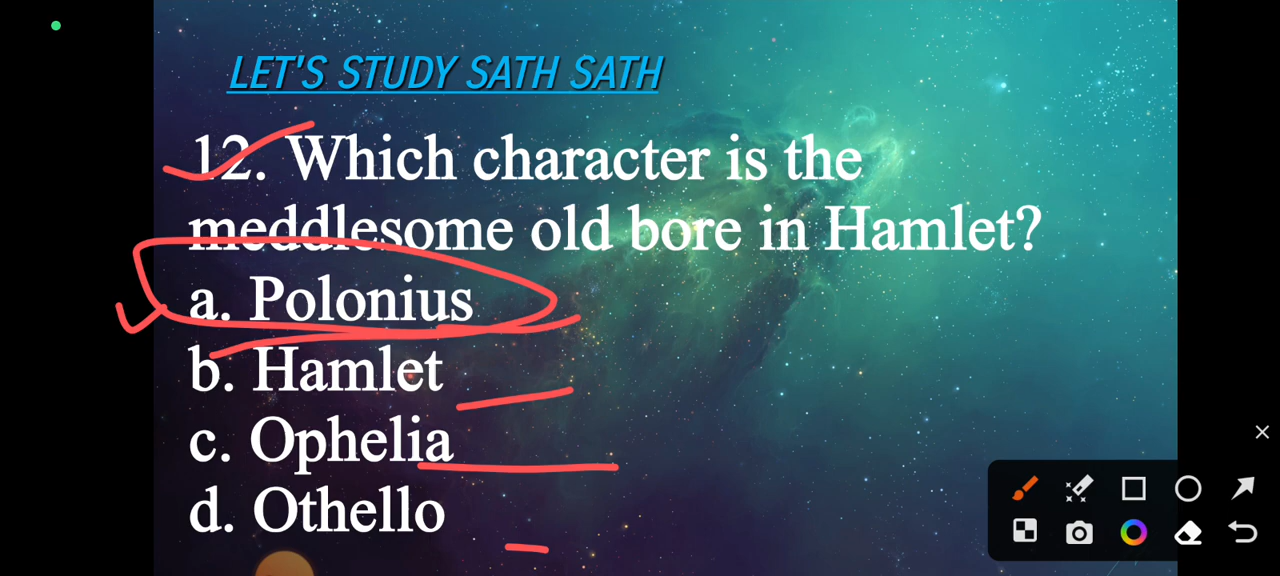 LET'S STUDY SATH SATH
12. Which character is the
meddlesome old bore in Hamlet?
a. Polonius
b. Hamlet
c. Ophelia
d. Othello